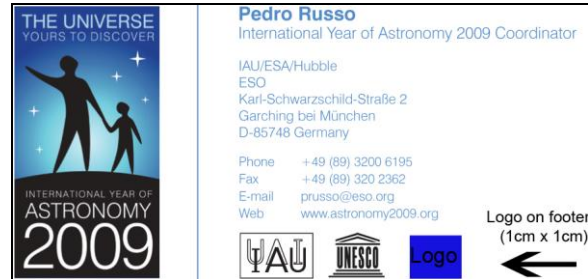 THE UNIVERSE
YOURS TO DISCOVER
INTERNATIONAL YEAR OF
ASTRONOMY
2009
Pedro Russo
International Year of Astronomy 2009 Coordinator
IAU/ESA/Hubble
ESO
Karl-Schwarzschild-Straße 2
Garching bei München
D-85748 Germany
Phone +49 (89) 3200 6195
Fax +49 (89) 320 2362
E-mail prusso@eso.org
Web www.astronomy2009.org
IAU
UNESCO
Logo
Logo on footer
(1cm x 1cm)